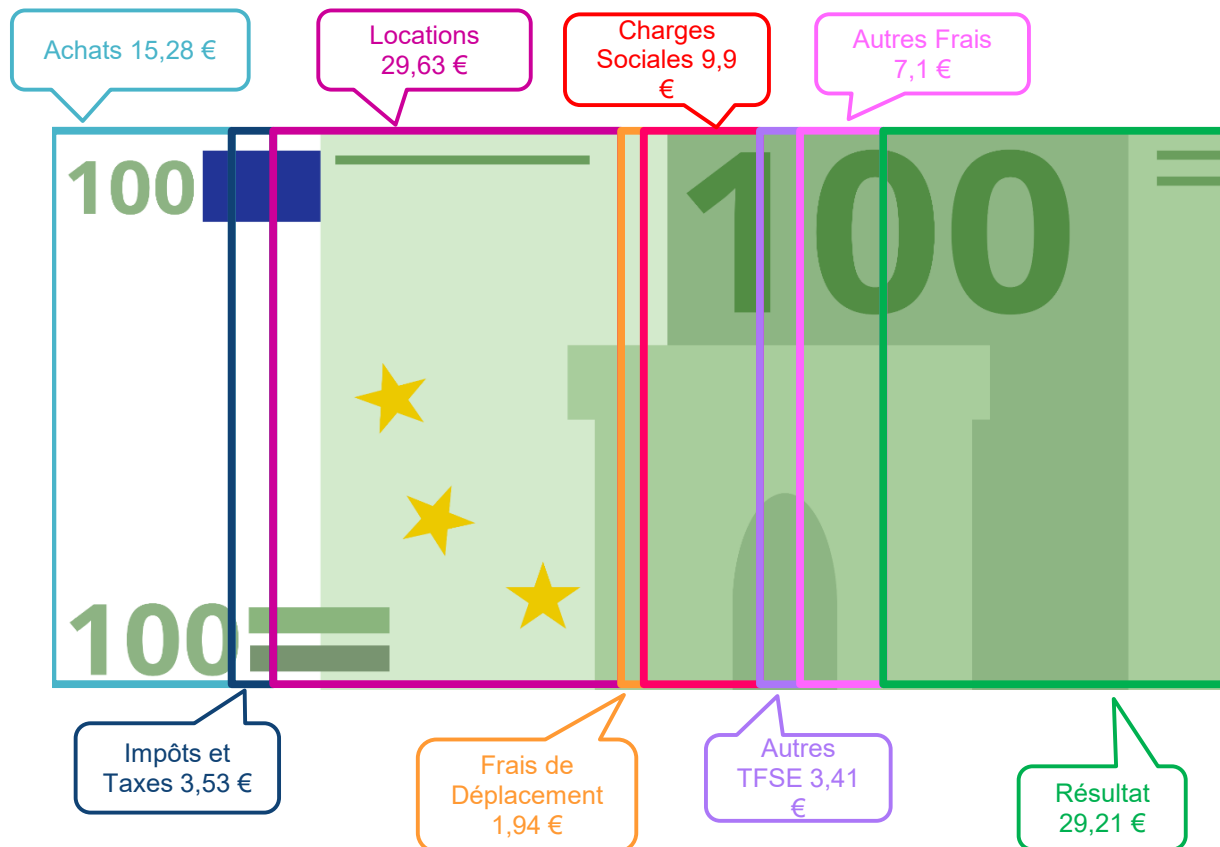 Achats 15,28 €
Locations
29,63 €
Charges
Sociales 9,9
€
Autres Frais
7,1 €
100
100
100
Impôts et
Taxes 3,53 €
Frais de
Déplacement
1,94 €
Autres
TFSE 3,41
€
Résultat
29,21 €